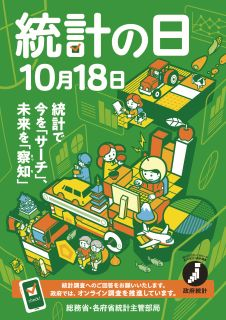 統計の日
10月18日
統計で
今を「サーチ」、
未来を「察知」
統計調査へのご回答をお願いいたします。
政府では、オンライン調査を推進しています。
政府統計
総務省・各府省統計主管部局